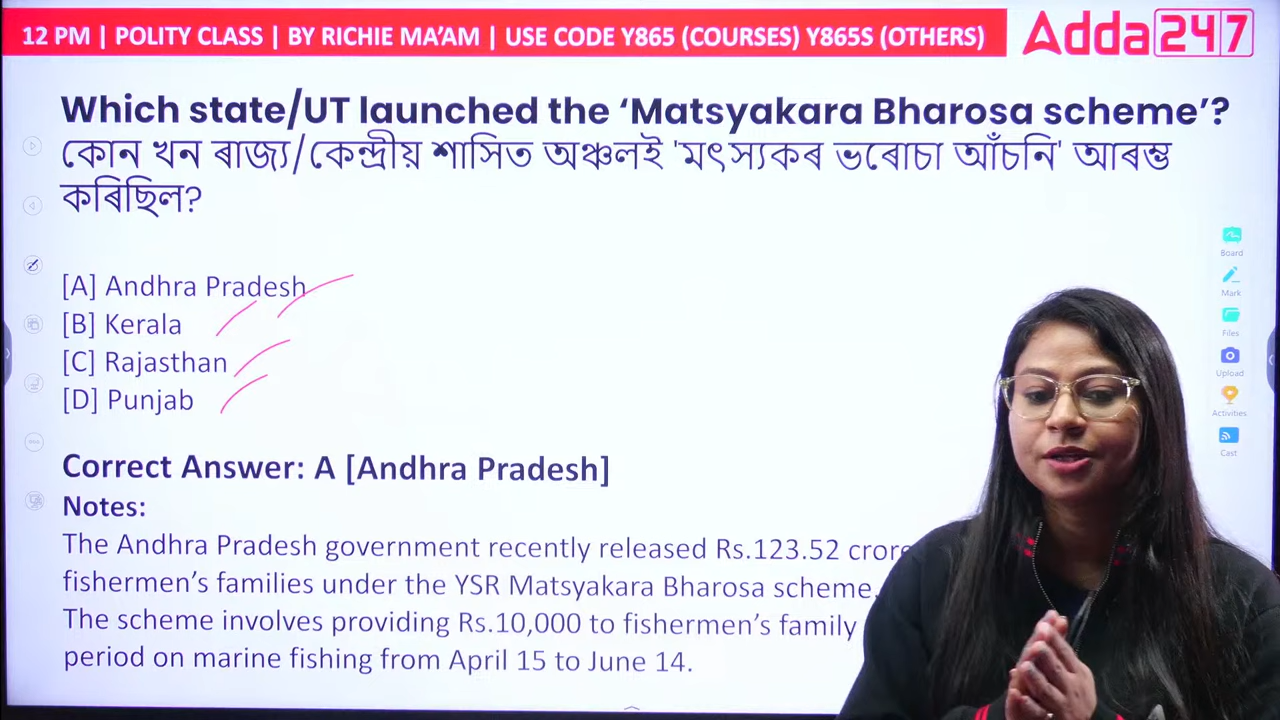 12 PM | POLITY CLASS | BY RICHIE MA'AM | USE CODE Y865 (COURSES) Y865S (OTHERS)
Adda247
Which state/UT launched the ‘Matsyakara Bharosa scheme’?
কোন খন ৰাজ্য/কেন্দ্ৰীয় শাসিত অঞ্চলই 'মৎস্যকৰ ভৰোচা আঁচনি' আৰম্ভ
কৰিছিল?
[A] Andhra Pradesh
[B] Kerala
[C] Rajasthan
[D] Punjab
Correct Answer: A [Andhra Pradesh]
Notes:
The Andhra Pradesh government recently released Rs.123.52 crore
fishermen’s families under the YSR Matsyakara Bharosa scheme.
The scheme involves providing Rs.10,000 to fishermen’s family
period on marine fishing from April 15 to June 14.
Board
Mark
Files
Upload
Activities
Cast